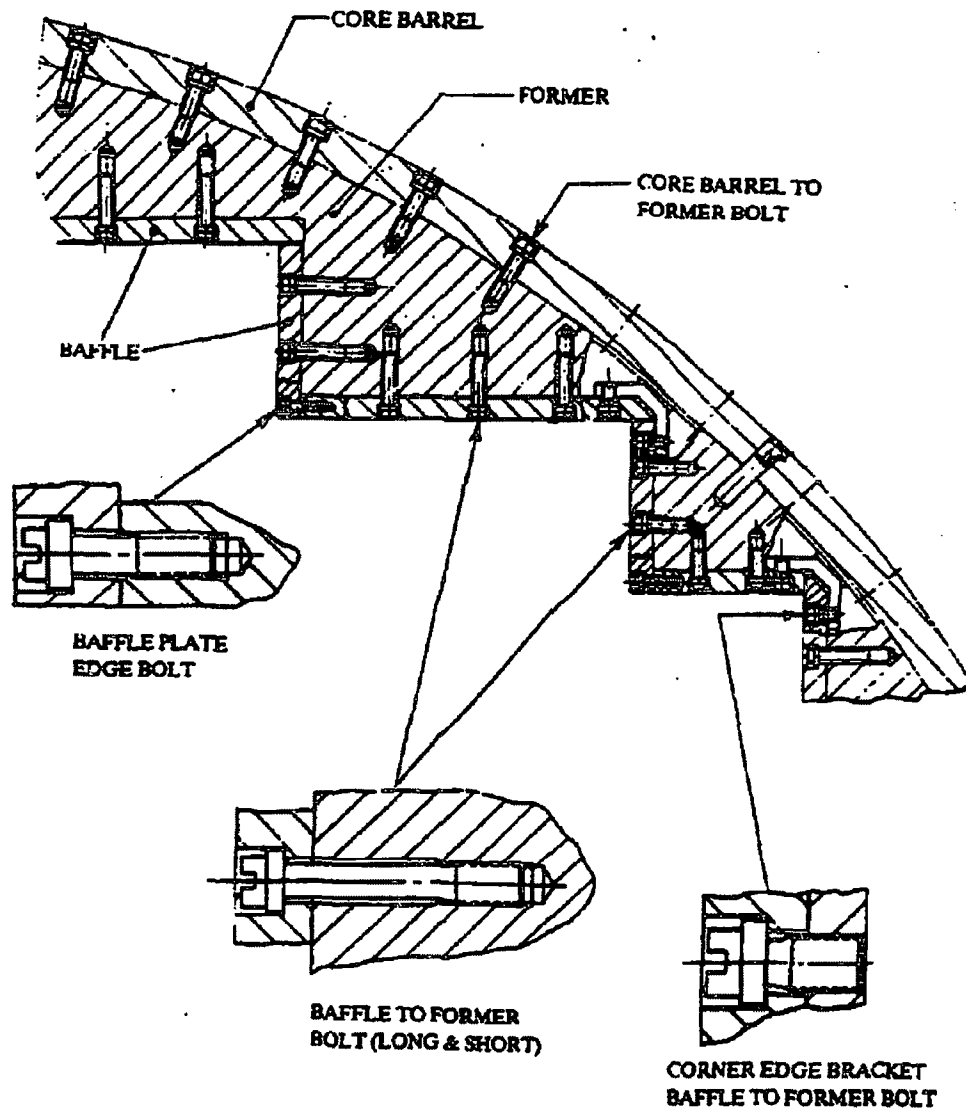 CORE BARREL
FORMER
CORE BARREL TO
FORMER BOLT
BAFFLE
BAFFLE PLATE
EDGE BOLT
BAFFLE TO FORMER
BOLT (LONG & SHORT)
CORNER EDGE BRACKET
BAFFLE TO FORMER BOLT